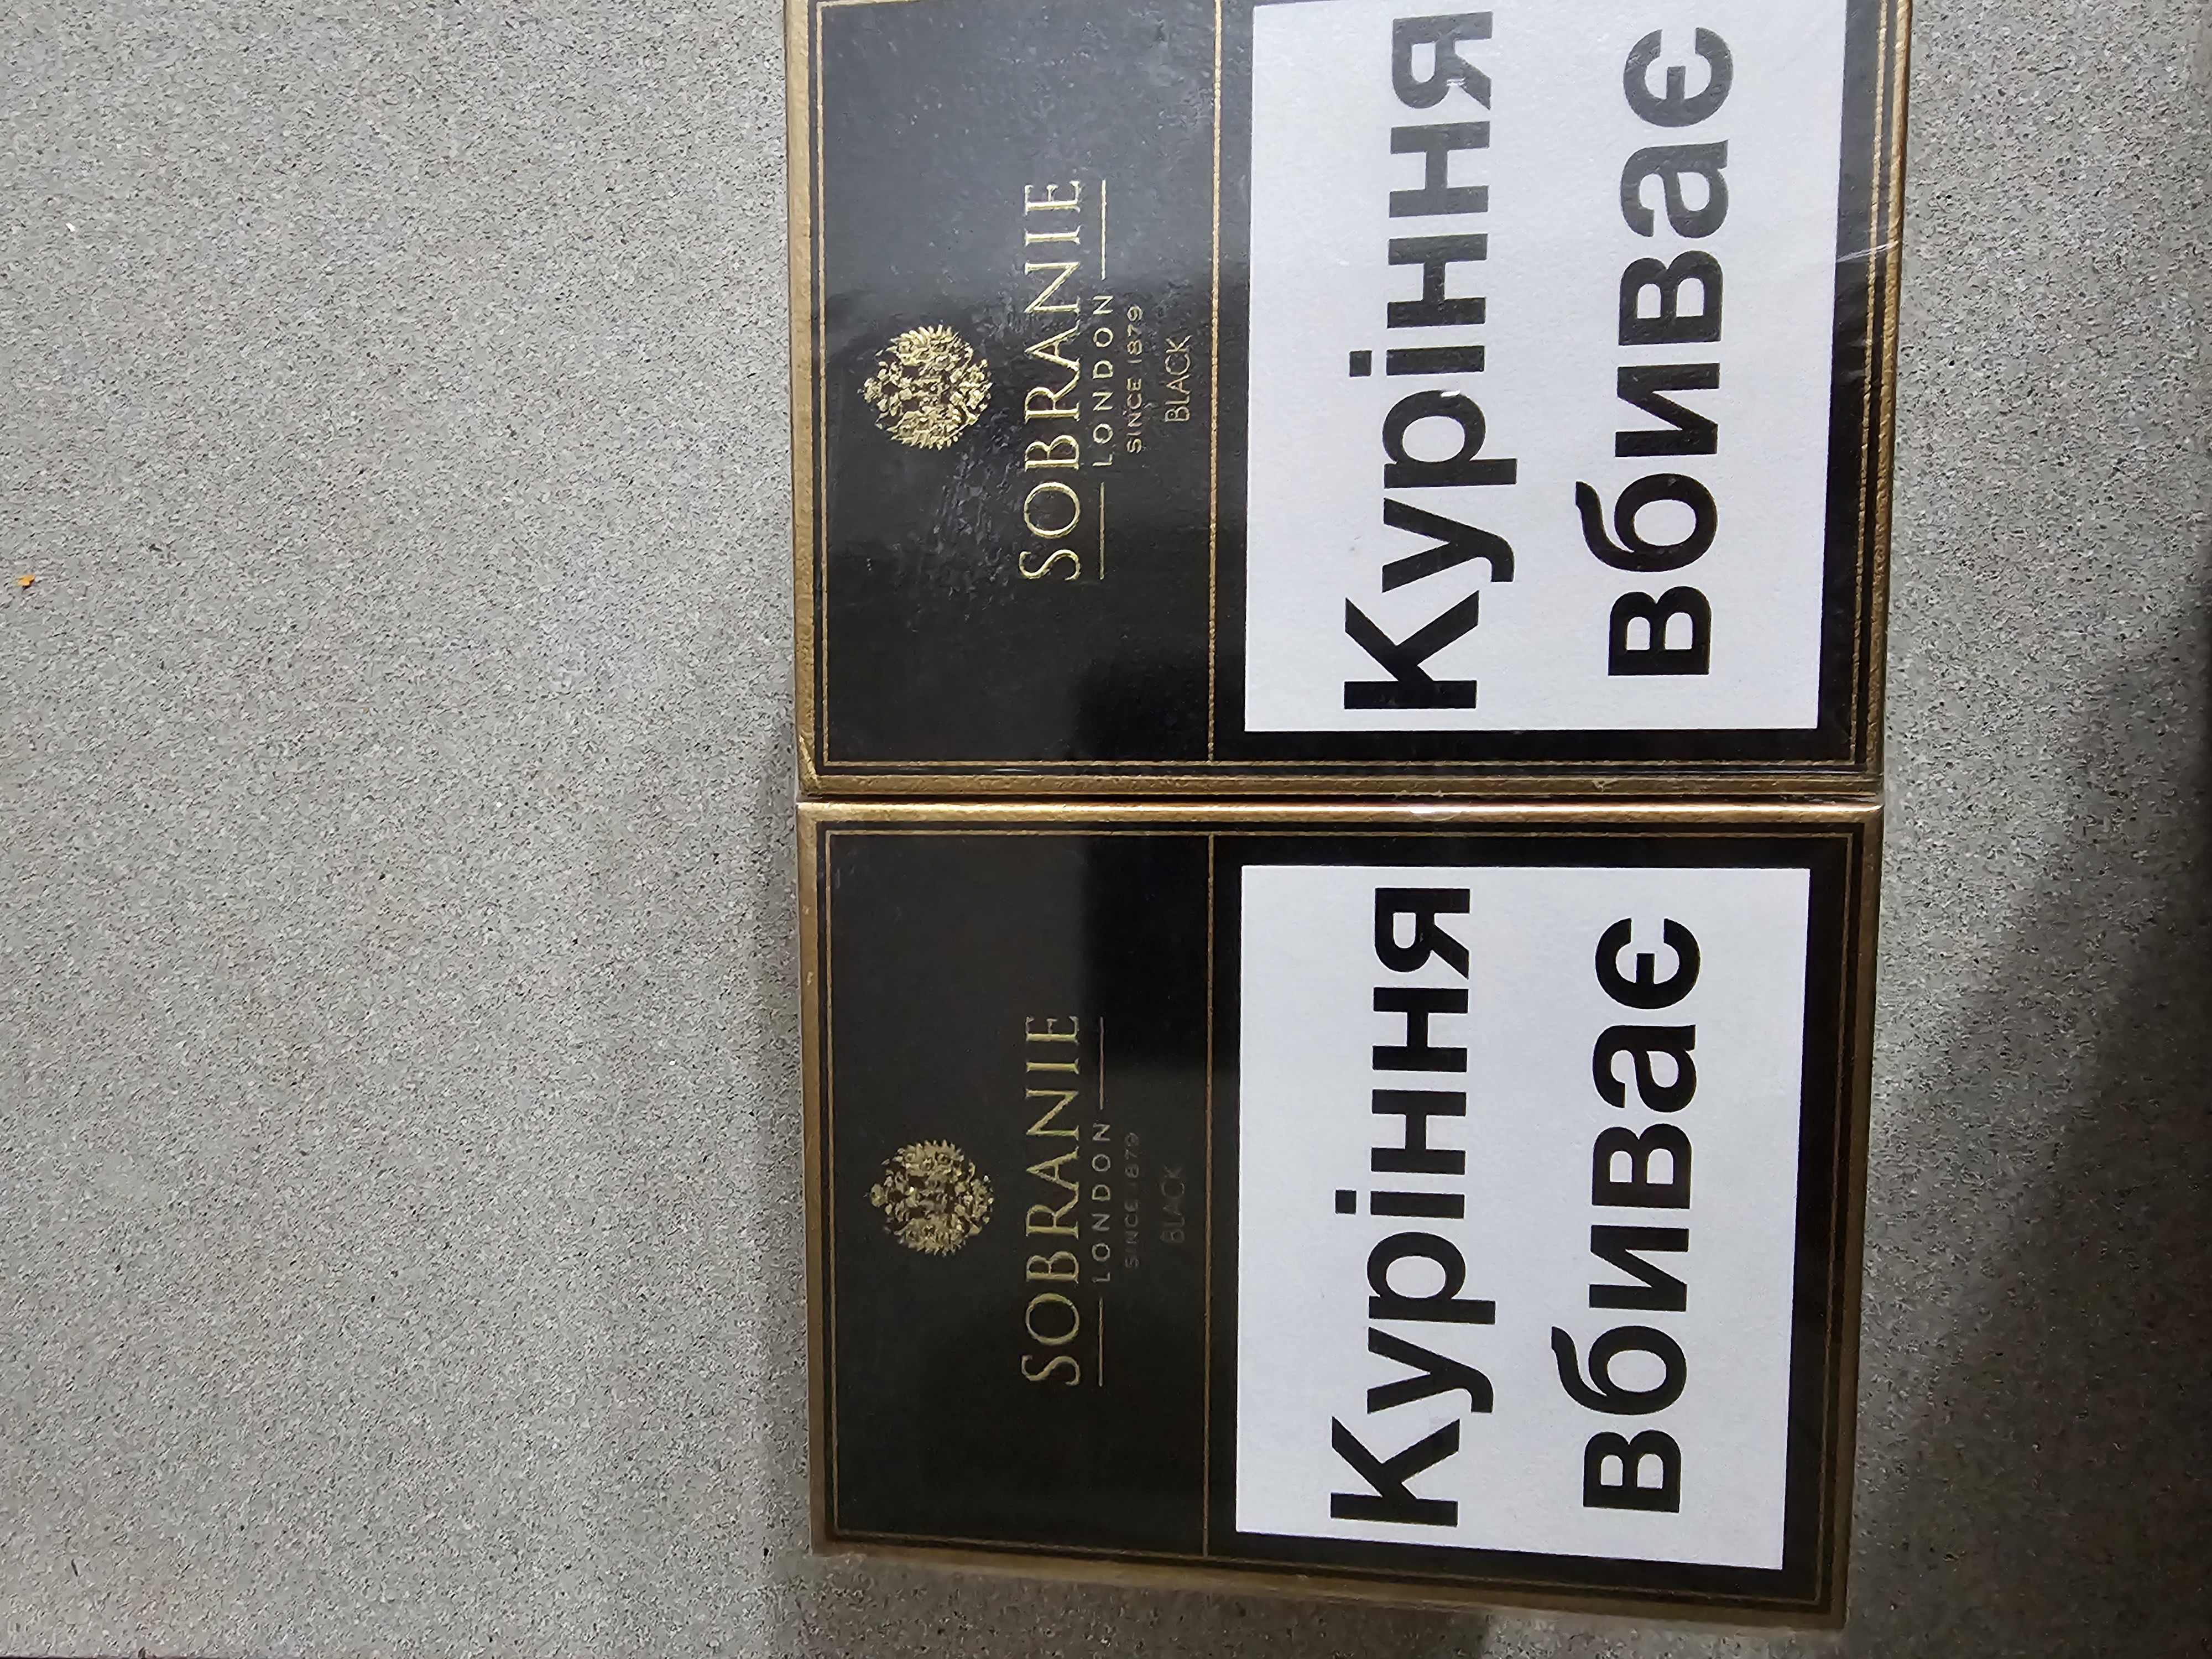 SOBRANIE
LONDON
SINCE 1879
BLACK
Куріння
вбиває
SOBRANIE
LONDON
SINCE 1879
BLACK
Куріння
вбиває